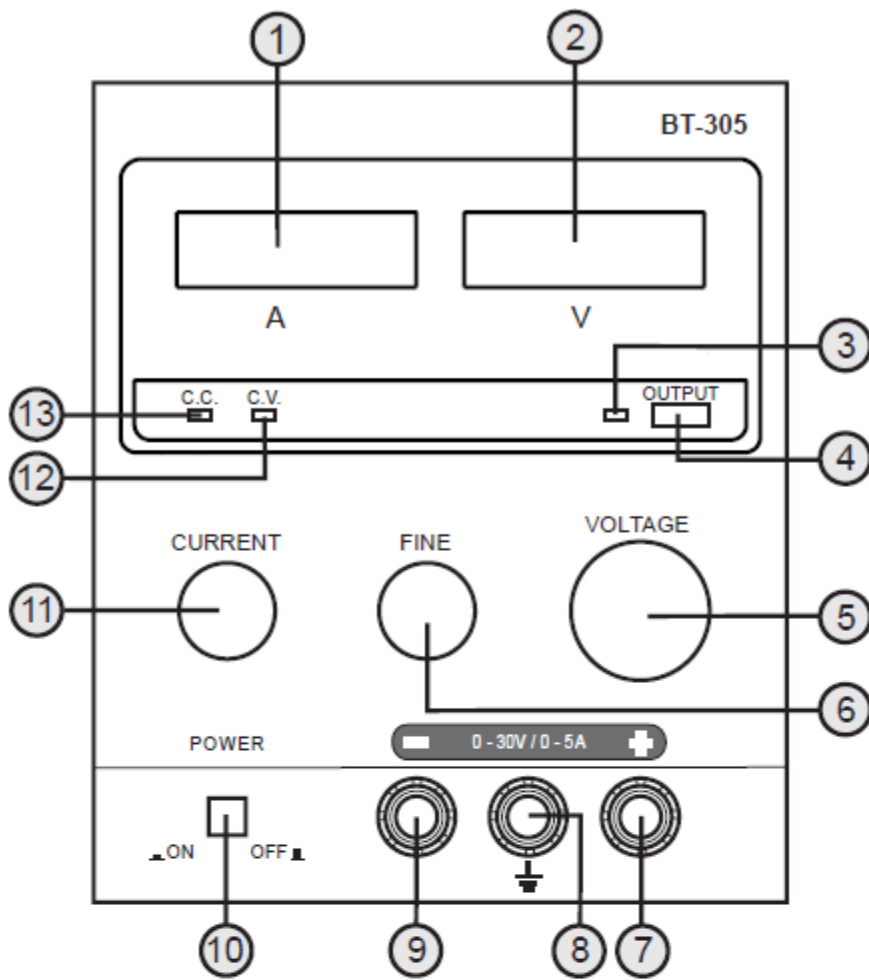 1
2
BT-305
A
V
3
C.C.
C.V.
OUTPUT
13
12
4
CURRENT
FINE
VOLTAGE
11
5
6
POWER
0 - 30V / 0 - 5A
ON
OFF
10
9
8
7